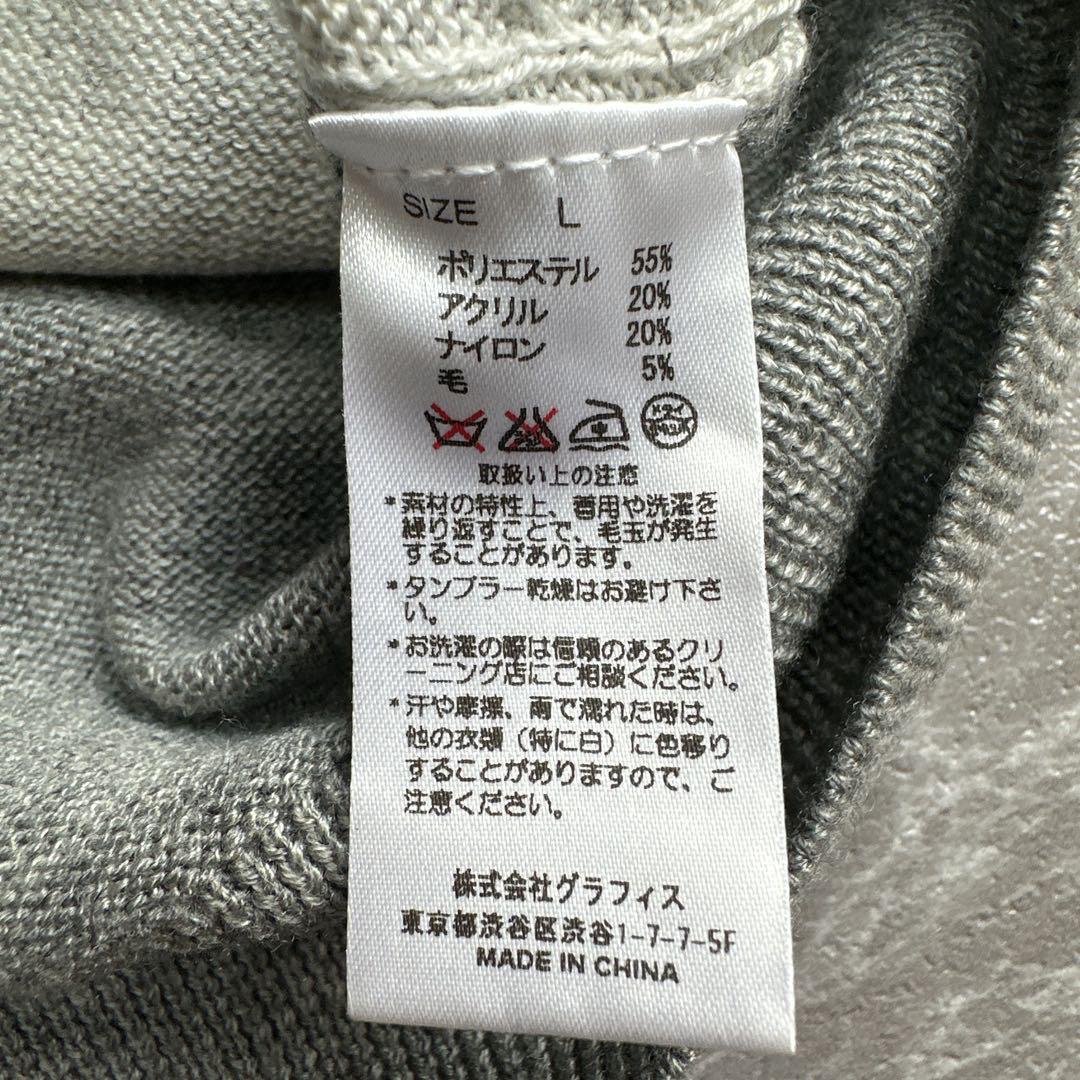 SIZE L
ポリエステル 55%
アクリル 20%
ナイロン 20%
毛 5%
ドライ
取扱い上の注意
*素材の特性上、着用や洗濯を
繰り返すことで、毛玉が発生
することがあります。
*タンブラー乾燥はお避け下さ
い。
*お洗濯の際は信頼のあるクリ
ーニング店にご相談ください。
*汗や摩擦、雨で濡れた時は、
他の衣類（特に白）に色移り
することがありますので、ご
注意ください。
株式会社グラフィス
東京都渋谷区渋谷1-7-7-5F
MADE IN CHINA